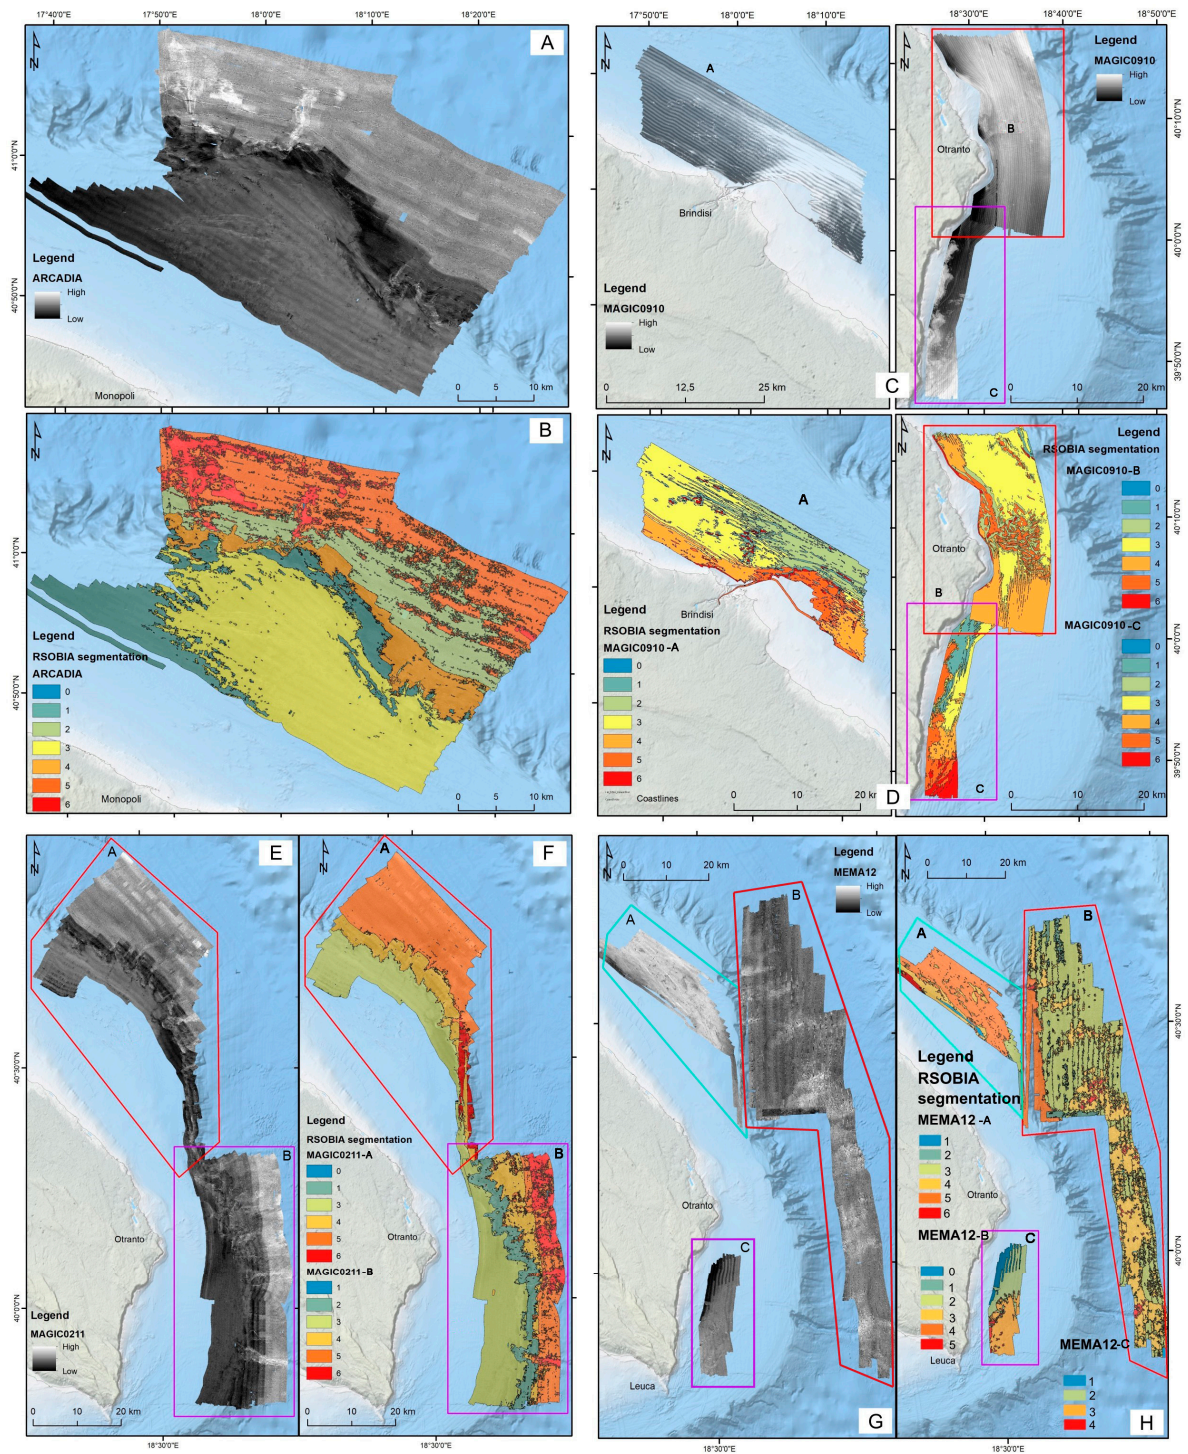 17°40'0"E
17°50'0"E
18°0'0"E
18°10'0"E
18°20'0"E
A
N
41°0'0"N
40°50'0"N
Legend
ARCADIA
High
Low
Monopoli
0 5 10 km
17°50'0"E
18°0'0"E
18°10'0"E
N
A
Brindisi
Legend
MAGIC0910
High
Low
0 12,5 25 km
C
18°30'0"E
18°40'0"E
18°50'0"E
N
Legend
MAGIC0910
High
Low
B
Otranto
40°10'0"N
40°0'0"N
39°50'0"N
C
0 10 20 km
B
N
41°0'0"N
40°50'0"N
Legend
RSOBIA segmentation
ARCADIA
0
1
2
3
4
5
6
Monopoli
0 5 10 km
N
A
Brindisi
Legend
RSOBIA segmentation
MAGIC0910 -A
0
1
2
3
4
5
6
Coastlines
0 10 20 km
D
N
Legend
RSOBIA segmentation
MAGIC0910-B
0
1
2
3
4
5
6
MAGIC0910 -C
0
1
2
3
4
5
6
Otranto
B
C
40°10'0"N
40°0'0"N
39°50'0"N
0 10 20 km
N
A
E
40°30'0"N
B
Otranto
40°0'0"N
Legend
MAGIC0211
High
Low
0 10 20 km
18°30'0"E
N
A
F
Legend
RSOBIA segmentation
MAGIC0211-A
0
1
3
4
5
6
MAGIC0211-B
1
2
3
4
5
6
B
Otranto
0 10 20 km
18°30'0"E
N
0 10 20 km
Legend
MEMA12
High
Low
A
B
Otranto
C
Leuca
G
18°30'0"E
N
0 10 20 km
A
B
40°30'0"N
Legend
RSOBIA
segmentation
MEMA12 -A
1
2
3
4
5
6
Otranto
MEMA12-B
0
1
2
3
4
5
C
Leuca
40°0'0"N
MEMA12-C
1
2
3
4
H
18°30'0"E